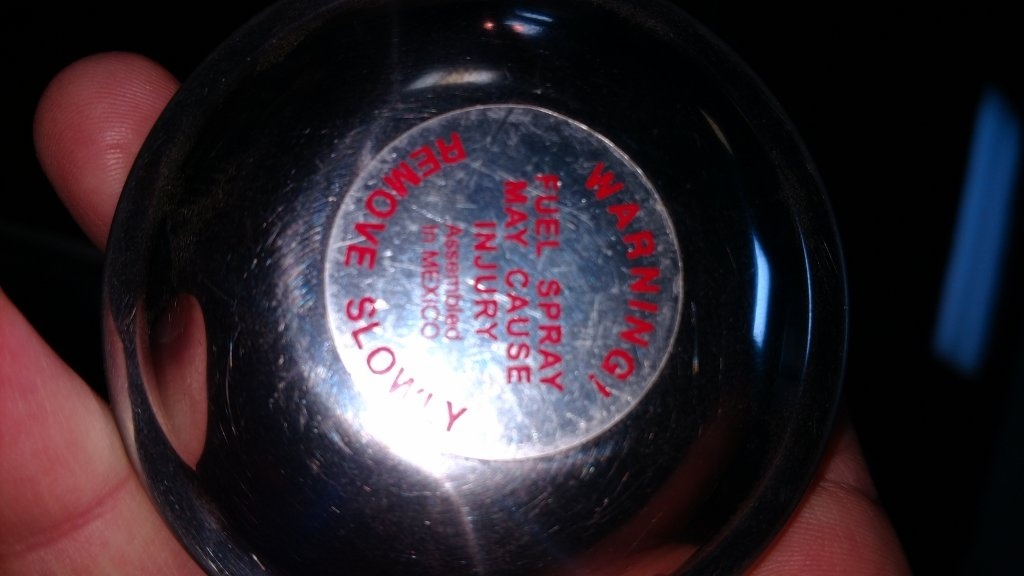 WARNING!
FUEL SPRAY
MAY CAUSE
INJURY
Assembled
in MEXICO
REMOVE SLOWLY